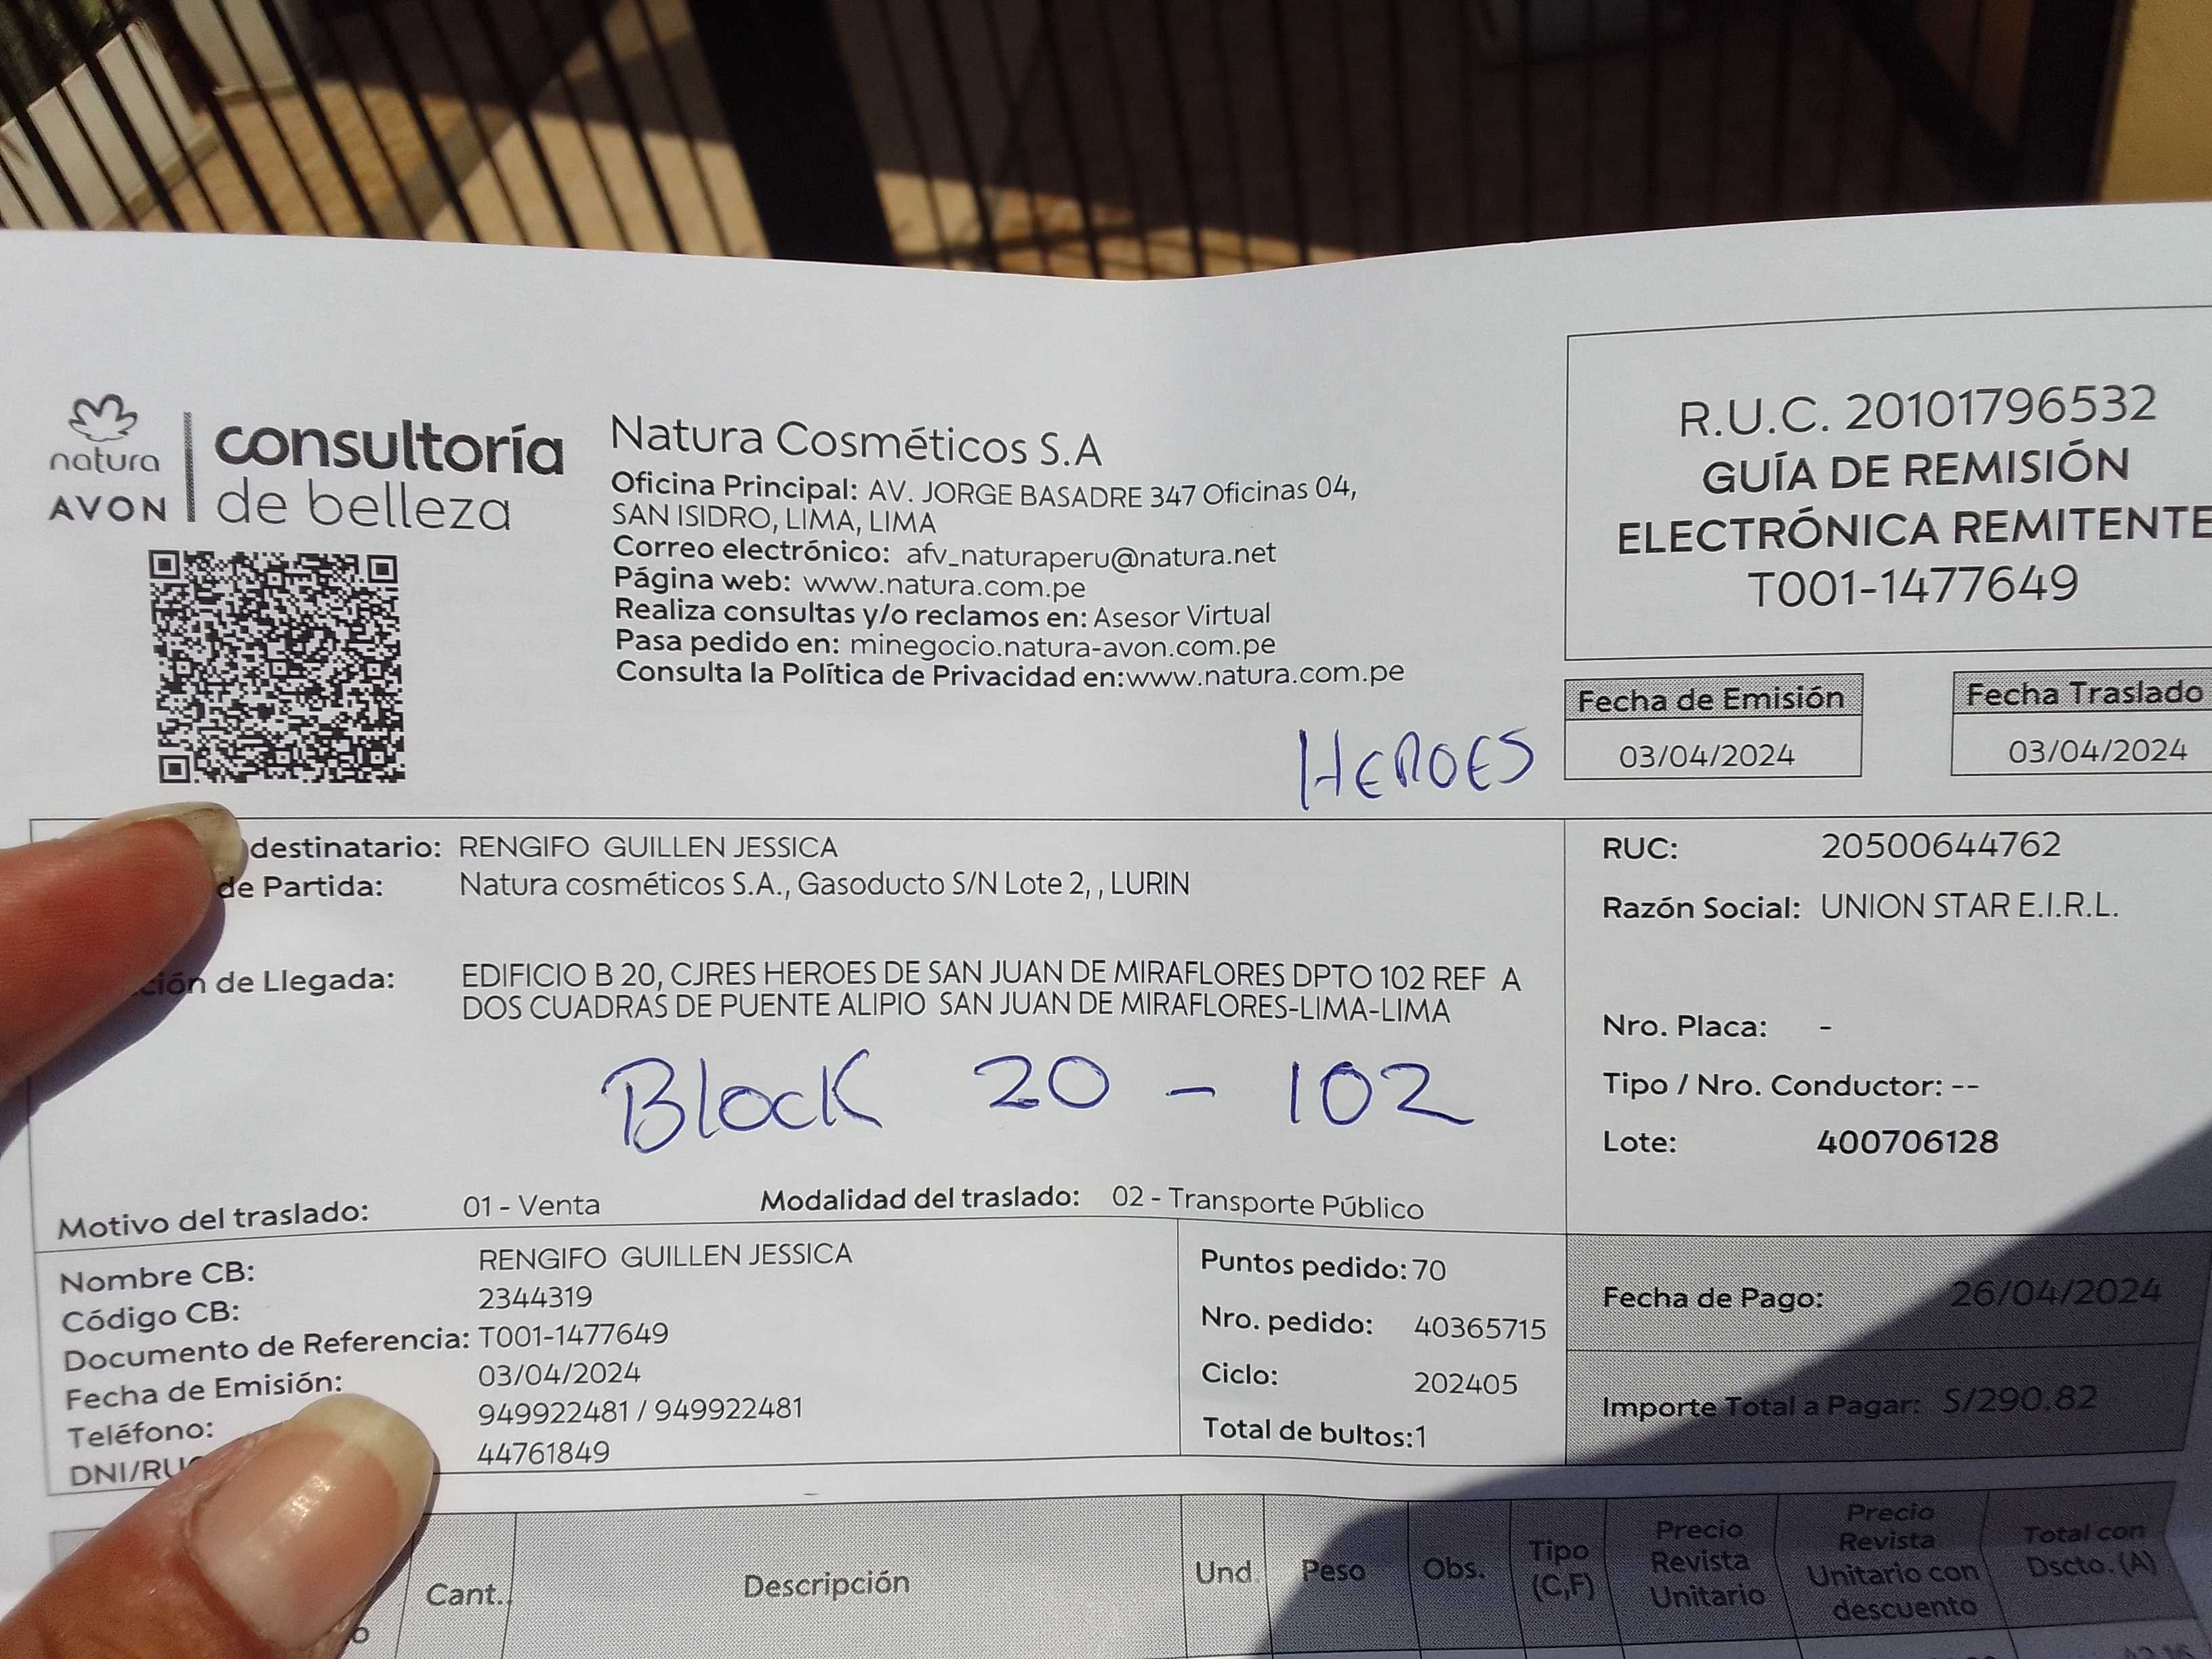 natura
AVON
consultoría
de belleza
Natura Cosméticos S.A
Oficina Principal: AV. JORGE BASADRE 347 Oficinas 04,
SAN ISIDRO, LIMA, LIMA
Correo electrónico: afv_naturaperu@natura.net
Página web: www.natura.com.pe
Realiza consultas y/o reclamos en: Asesor Virtual
Pasa pedido en: minegocio.natura-avon.com.pe
Consulta la Política de Privacidad en:www.natura.com.pe
R.U.C. 20101796532
GUÍA DE REMISIÓN
ELECTRÓNICA REMITENTE
T001-1477649
Fecha de Emisión
03/04/2024
Fecha Traslado
03/04/2024
HEROES
destinatario: RENGIFO GUILLEN JESSICA
de Partida: Natura cosméticos S.A., Gasoducto S/N Lote 2, , LURIN
ción de Llegada: EDIFICIO B 20, CJRES HEROES DE SAN JUAN DE MIRAFLORES DPTO 102 REF A
DOS CUADRAS DE PUENTE ALIPIO SAN JUAN DE MIRAFLORES-LIMA-LIMA
Block 20 - 102
Motivo del traslado: 01 - Venta Modalidad del traslado: 02 - Transporte Público
RUC: 20500644762
Razón Social: UNION STAR E.I.R.L.
Nro. Placa: -
Tipo / Nro. Conductor: --
Lote: 400706128
Nombre CB: RENGIFO GUILLEN JESSICA
Código CB: 2344319
Documento de Referencia: T001-1477649
Fecha de Emisión: 03/04/2024
Teléfono: 949922481 / 949922481
DNI/RUC 44761849
Puntos pedido: 70
Nro. pedido: 40365715
Ciclo: 202405
Total de bultos:1
Fecha de Pago: 26/04/2024
Importe Total a Pagar: S/290.82
Cant.
Descripción
Und.
Peso
Obs.
Tipo
(C,F)
Precio
Revista
Unitario
Precio
Revista
Unitario con
descuento
Total con
Dscto. (A)